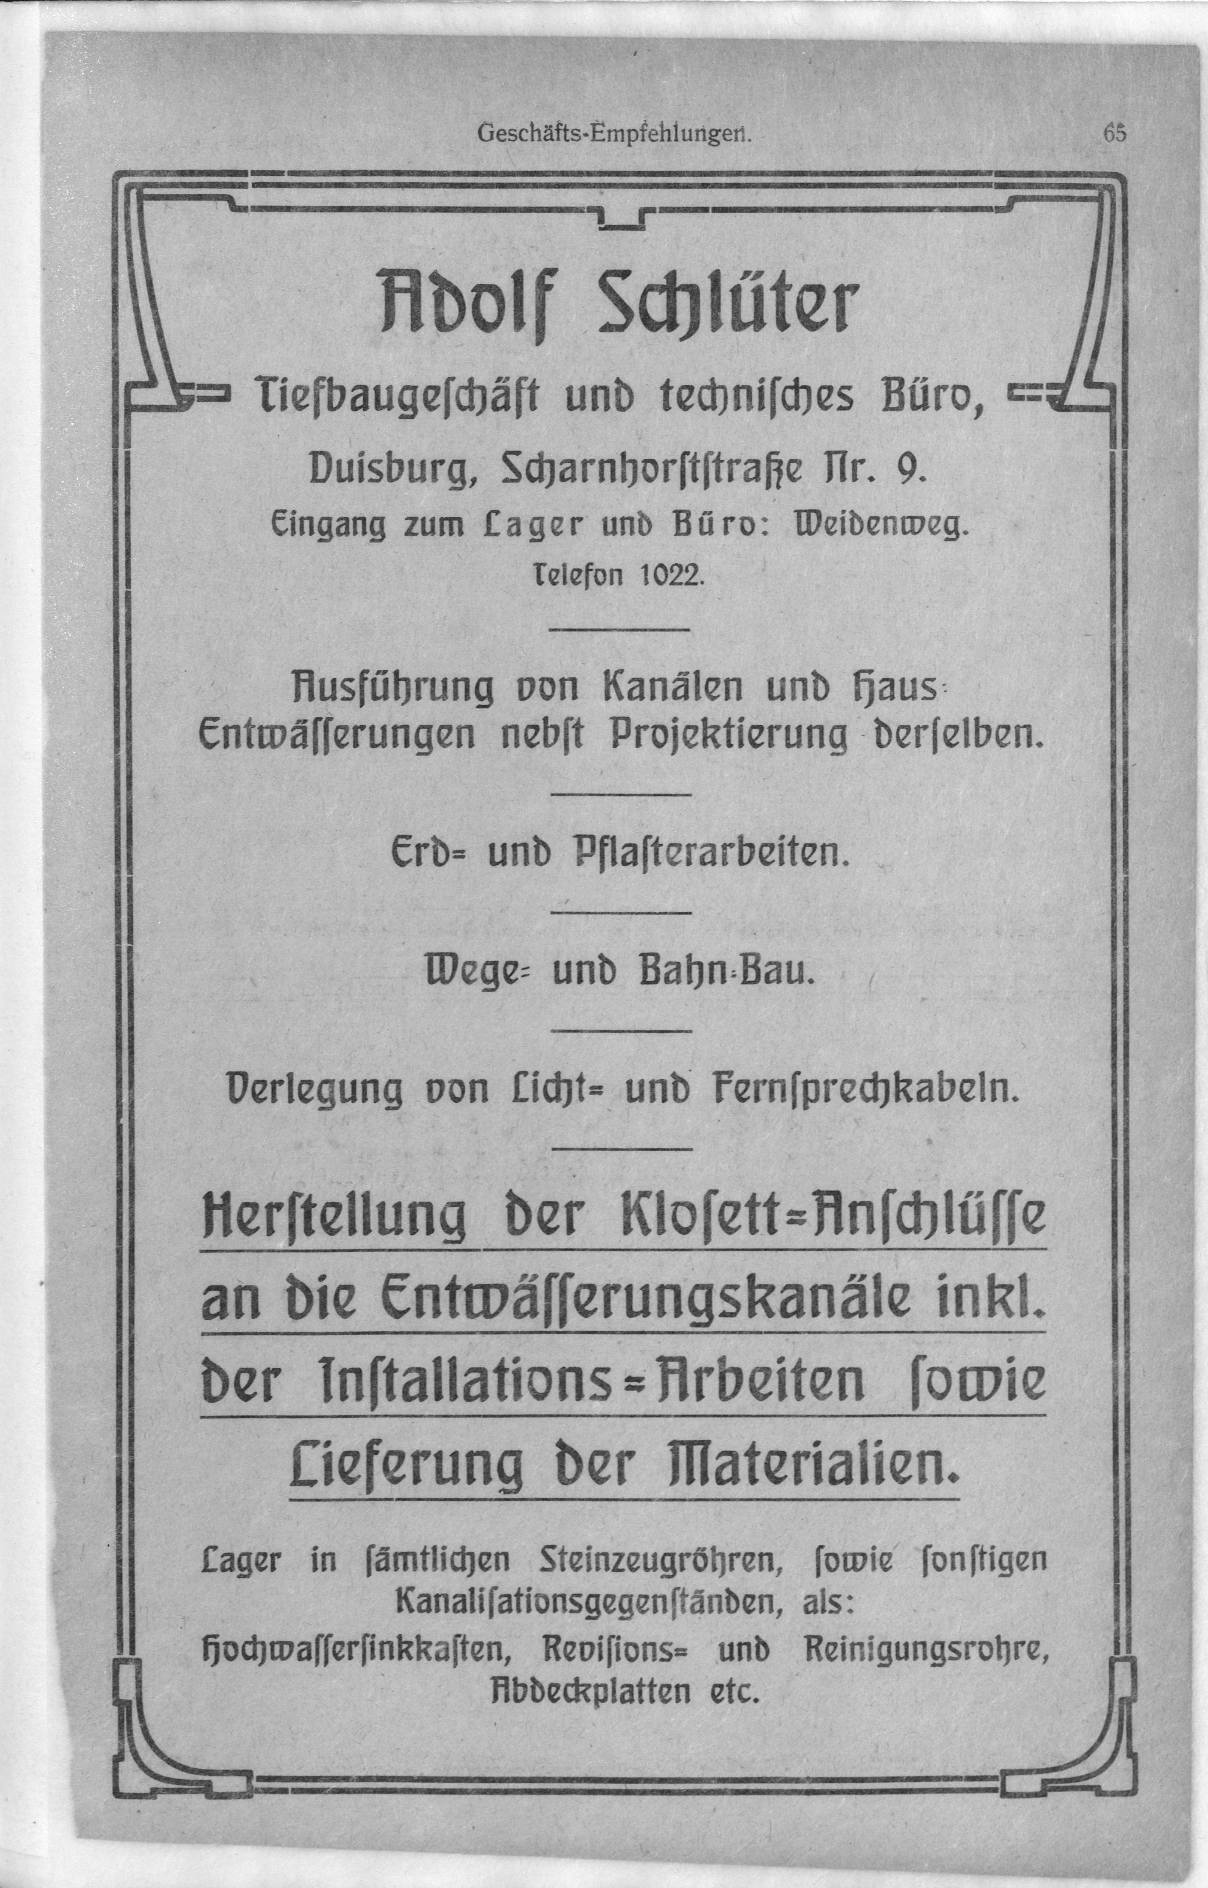 Geschäfts-Empfehlungen.
65
Adolf Schlüter
Tiefbaugeſchäft und techniſches Büro,
Duisburg, Scharnhorſtſtraße Nr. 9.
Eingang zum Lager und Büro: Weidenweg.
Telefon 1022.
Ausführung von Kanälen und Haus-
Entwäſſerungen nebſt Projektierung derſelben.
Erd- und Pflaſterarbeiten.
Wege- und Bahn-Bau.
Verlegung von Licht- und Fernſprechkabeln.
Herſtellung der Kloſett-Anſchlüſſe
an die Entwäſſerungskanäle inkl.
der Inſtallations-Arbeiten ſowie
Lieferung der Materialien.
Lager in ſämtlichen Steinzeugröhren, ſowie ſonſtigen
Kanaliſationsgegenſtänden, als:
Hochwaſſerſinkkaſten, Reviſions- und Reinigungsrohre,
Abdeckplatten etc.